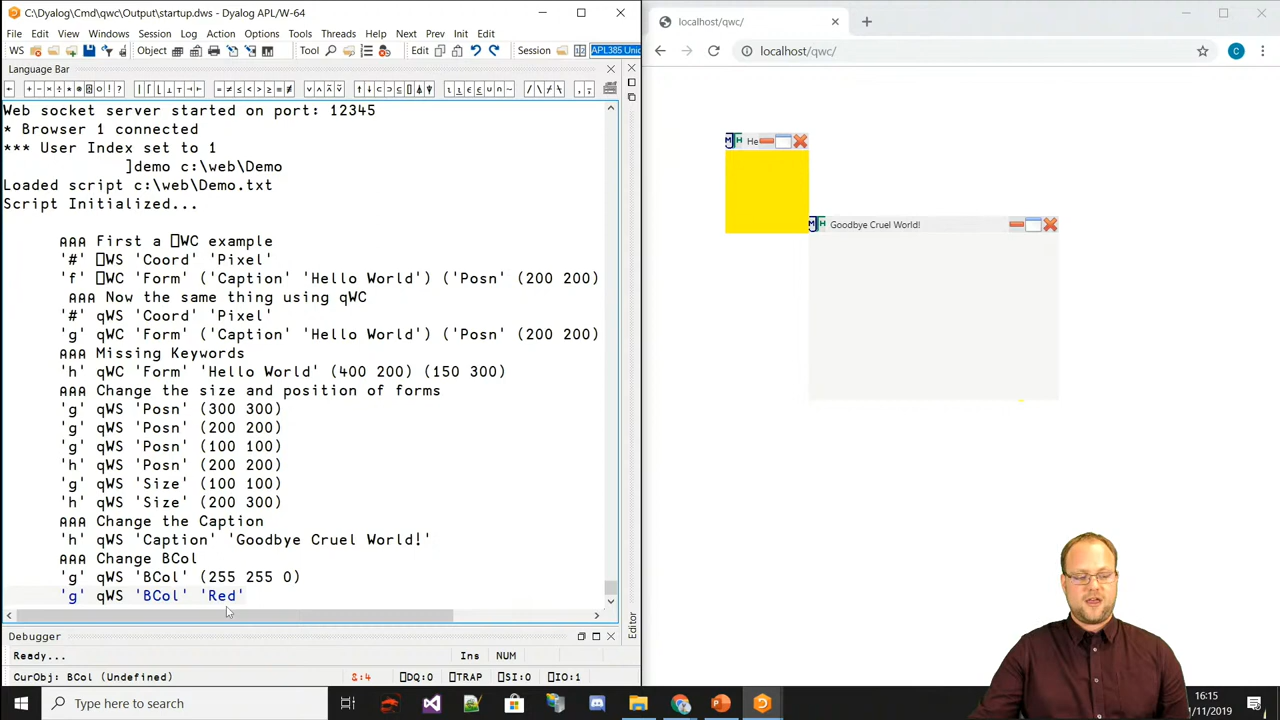 C:\Dyalog\Cmd\qwc\Output\startup.dws - Dyalog APL/W-64
File Edit View Windows Session Log Action Options Tools Threads Help Next Prev Init Editor
WS Object Tool Edit Session APL385 Unic
Language Bar
Web socket server started on port: 12345
* Browser 1 connected
*** User Index set to 1
]demo c:\web\Demo
Loaded script c:\web\Demo.txt
Script Initialized...
⍝⍝⍝ First a ⎕WC example
'#' ⎕WS 'Coord' 'Pixel'
'f' ⎕WC 'Form' ('Caption' 'Hello World') ('Posn' (200 200)
⍝⍝⍝ Now the same thing using qWC
'#' qWS 'Coord' 'Pixel'
'g' qWC 'Form' ('Caption' 'Hello World') ('Posn' (200 200)
⍝⍝⍝ Missing Keywords
'h' qWC 'Form' 'Hello World' (400 200) (150 300)
⍝⍝⍝ Change the size and position of forms
'g' qWS 'Posn' (300 300)
'g' qWS 'Posn' (200 200)
'g' qWS 'Posn' (100 100)
'h' qWS 'Posn' (200 200)
'g' qWS 'Size' (100 100)
'h' qWS 'Size' (200 300)
⍝⍝⍝ Change the Caption
'h' qWS 'Caption' 'Goodbye Cruel World!'
⍝⍝⍝ Change BCol
'g' qWS 'BCol' (255 255 0)
'g' qWS 'BCol' 'Red'
Editor
Debugger
Ready... Ins NUM
CurObj: BCol (Undefined) &:4 ⎕DQ:0 ⎕TRAP ⎕SI:0 ⎕IO:1
localhost/qwc/
localhost/qwc/
C
He
Goodbye Cruel World!
Type here to search
16:15